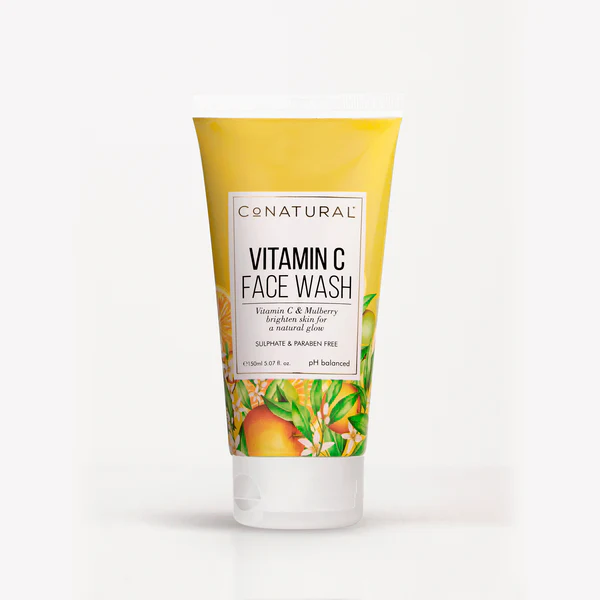 CoNATURAL™
VITAMIN C
FACE WASH
Vitamin C & Mulberry
brighten skin for
a natural glow
SULPHATE & PARABEN FREE
℮150ml 5.07 fl. oz.
pH balanced